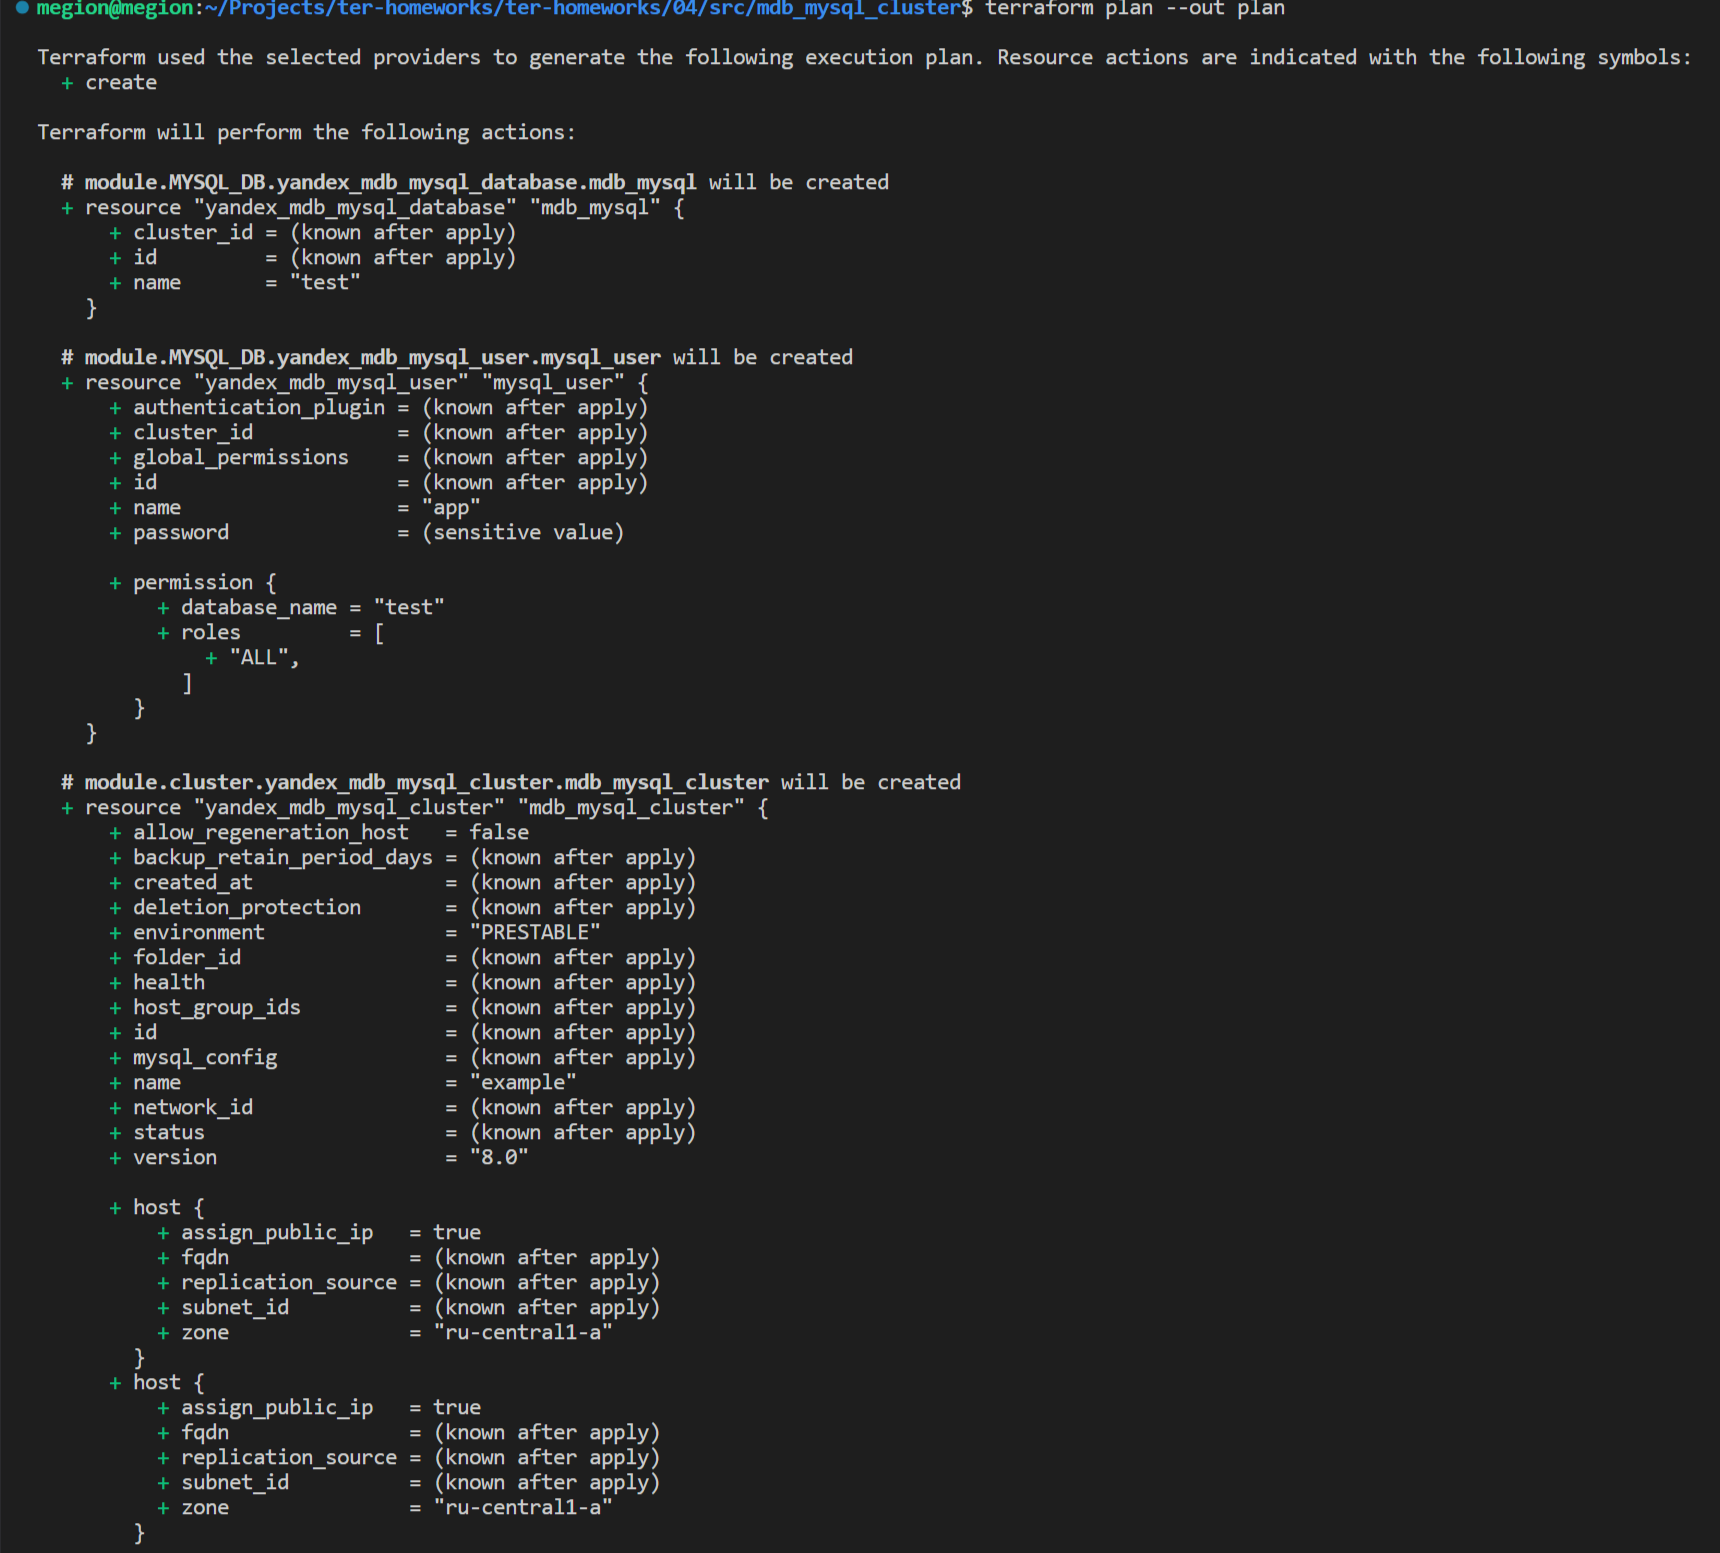 megion@megion:~/Projects/ter-homeworks/ter-homeworks/04/src/mdb_mysql_cluster$ terraform plan --out plan
Terraform used the selected providers to generate the following execution plan. Resource actions are indicated with the following symbols:
  + create
Terraform will perform the following actions:
  # module.MYSQL_DB.yandex_mdb_mysql_database.mdb_mysql will be created
  + resource "yandex_mdb_mysql_database" "mdb_mysql" {
      + cluster_id = (known after apply)
      + id         = (known after apply)
      + name       = "test"
    }
  # module.MYSQL_DB.yandex_mdb_mysql_user.mysql_user will be created
  + resource "yandex_mdb_mysql_user" "mysql_user" {
      + authentication_plugin = (known after apply)
      + cluster_id            = (known after apply)
      + global_permissions    = (known after apply)
      + id                    = (known after apply)
      + name                  = "app"
      + password              = (sensitive value)
      + permission {
          + database_name = "test"
          + roles         = [
              + "ALL",
            ]
        }
    }
  # module.cluster.yandex_mdb_mysql_cluster.mdb_mysql_cluster will be created
  + resource "yandex_mdb_mysql_cluster" "mdb_mysql_cluster" {
      + allow_regeneration_host   = false
      + backup_retain_period_days = (known after apply)
      + created_at                = (known after apply)
      + deletion_protection       = (known after apply)
      + environment               = "PRESTABLE"
      + folder_id                 = (known after apply)
      + health                    = (known after apply)
      + host_group_ids            = (known after apply)
      + id                        = (known after apply)
      + mysql_config              = (known after apply)
      + name                      = "example"
      + network_id                = (known after apply)
      + status                    = (known after apply)
      + version                   = "8.0"
      + host {
          + assign_public_ip   = true
          + fqdn               = (known after apply)
          + replication_source = (known after apply)
          + subnet_id          = (known after apply)
          + zone               = "ru-central1-a"
        }
      + host {
          + assign_public_ip   = true
          + fqdn               = (known after apply)
          + replication_source = (known after apply)
          + subnet_id          = (known after apply)
          + zone               = "ru-central1-a"
        }